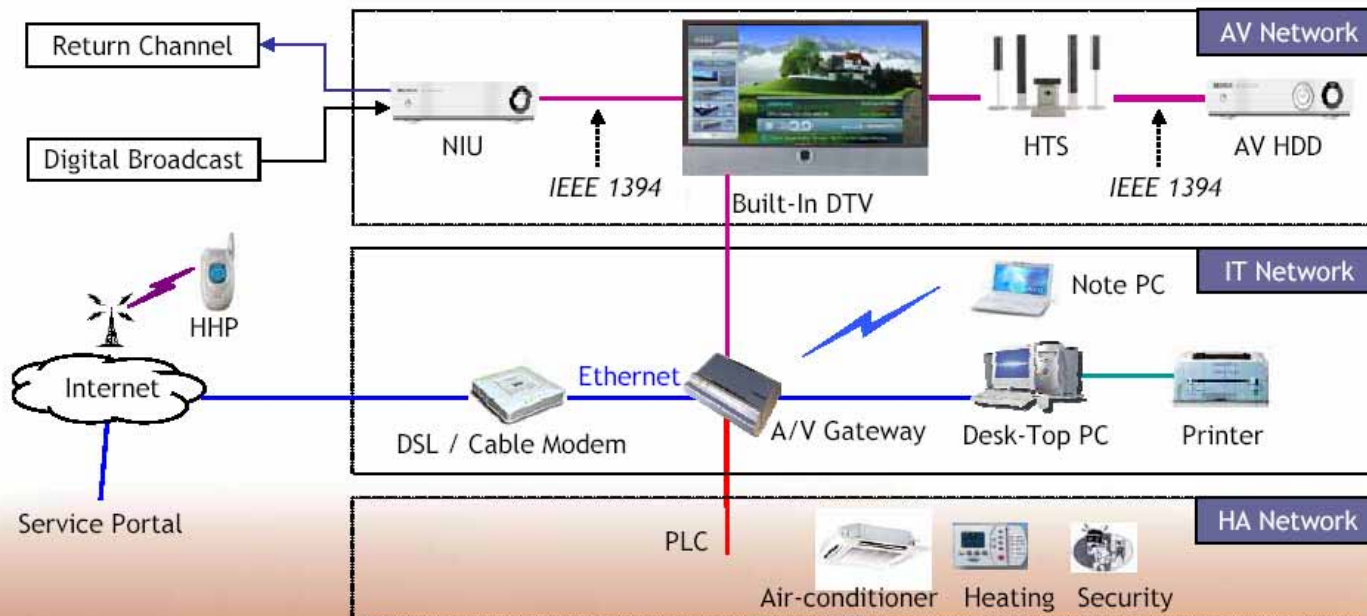 Return Channel
Digital Broadcast
AV Network
NIU
IEEE 1394
Built-In DTV
HTS
IEEE 1394
AV HDD
IT Network
HHP
Internet
Service Portal
DSL / Cable Modem
Ethernet
A/V Gateway
Note PC
Desk-Top PC
Printer
HA Network
PLC
Air-conditioner
Heating
Security